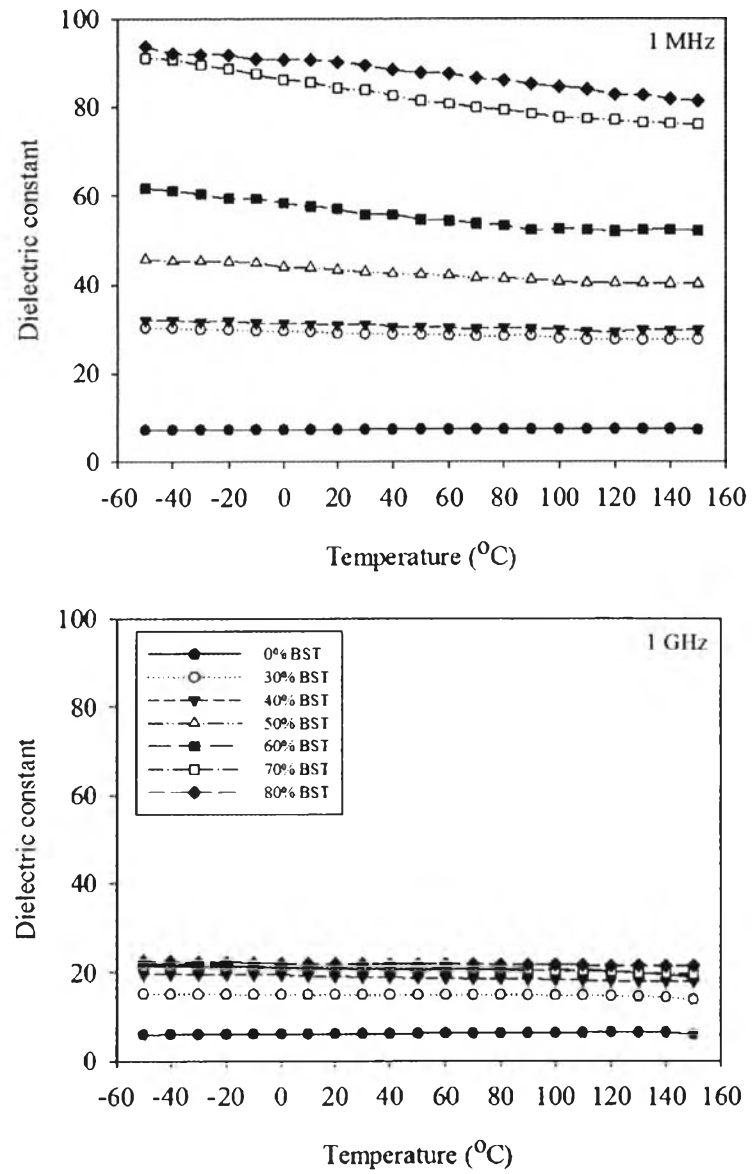 1 MHz
Dielectric constant
100
80
60
40
20
0
-60 -40 -20 0 20 40 60 80 100 120 140 160
Temperature (°C)
1 GHz
Dielectric constant
100
80
60
40
20
0
0% BST
30% BST
40% BST
50% BST
60% BST
70% BST
80% BST
-60 -40 -20 0 20 40 60 80 100 120 140 160
Temperature (°C)